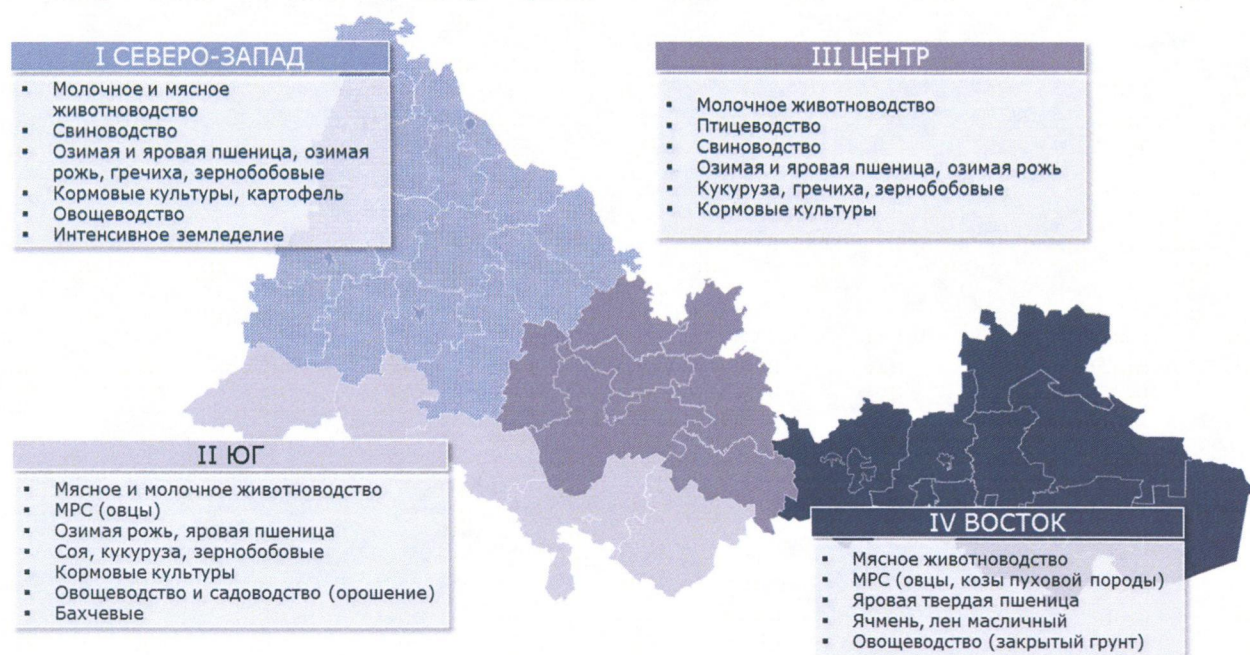 I СЕВЕРО-ЗАПАД
▪ Молочное и мясное
животноводство
▪ Свиноводство
▪ Озимая и яровая пшеница, озимая
рожь, гречиха, зернобобовые
▪ Кормовые культуры, картофель
▪ Овощеводство
▪ Интенсивное земледелие
III ЦЕНТР
▪ Молочное животноводство
▪ Птицеводство
▪ Свиноводство
▪ Озимая и яровая пшеница, озимая рожь
▪ Кукуруза, гречиха, зернобобовые
▪ Кормовые культуры
II ЮГ
▪ Мясное и молочное животноводство
▪ МРС (овцы)
▪ Озимая рожь, яровая пшеница
▪ Соя, кукуруза, зернобобовые
▪ Кормовые культуры
▪ Овощеводство и садоводство (орошение)
▪ Бахчевые
IV ВОСТОК
▪ Мясное животноводство
▪ МРС (овцы, козы пуховой породы)
▪ Яровая твердая пшеница
▪ Ячмень, лен масличный
▪ Овощеводство (закрытый грунт)